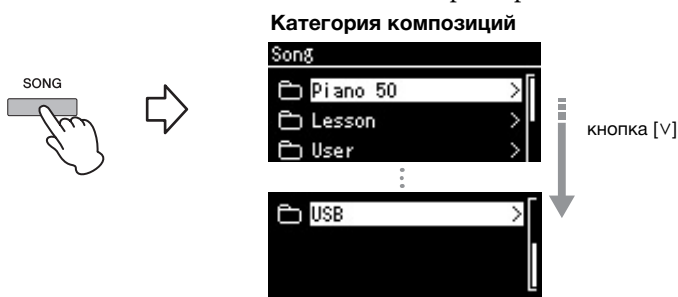 Категория композиций
Song
SONG
Piano 50 >
Lesson >
кнопка [∨]
User >
USB >